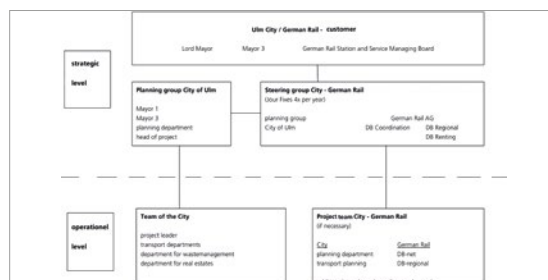 Ulm City / German Rail - customer
Lord Mayor Mayor 3 German Rail Station and Service Managing Board
strategic
level
Planning group City of Ulm
Mayor 1
Mayor 3
planning department
head of project
Steering group City - German Rail
(Jour Fixes 4x per year)
planning group German Rail AG
City of Ulm DB Coordination DB Regional
DB Renting
operationel
level
Team of the City
project leader
transport departments
department for wastemanagement
department for real estates
Project team City - German Rail
(if necessary)
City German Rail
planning department DB-net
transport planning DB-regional